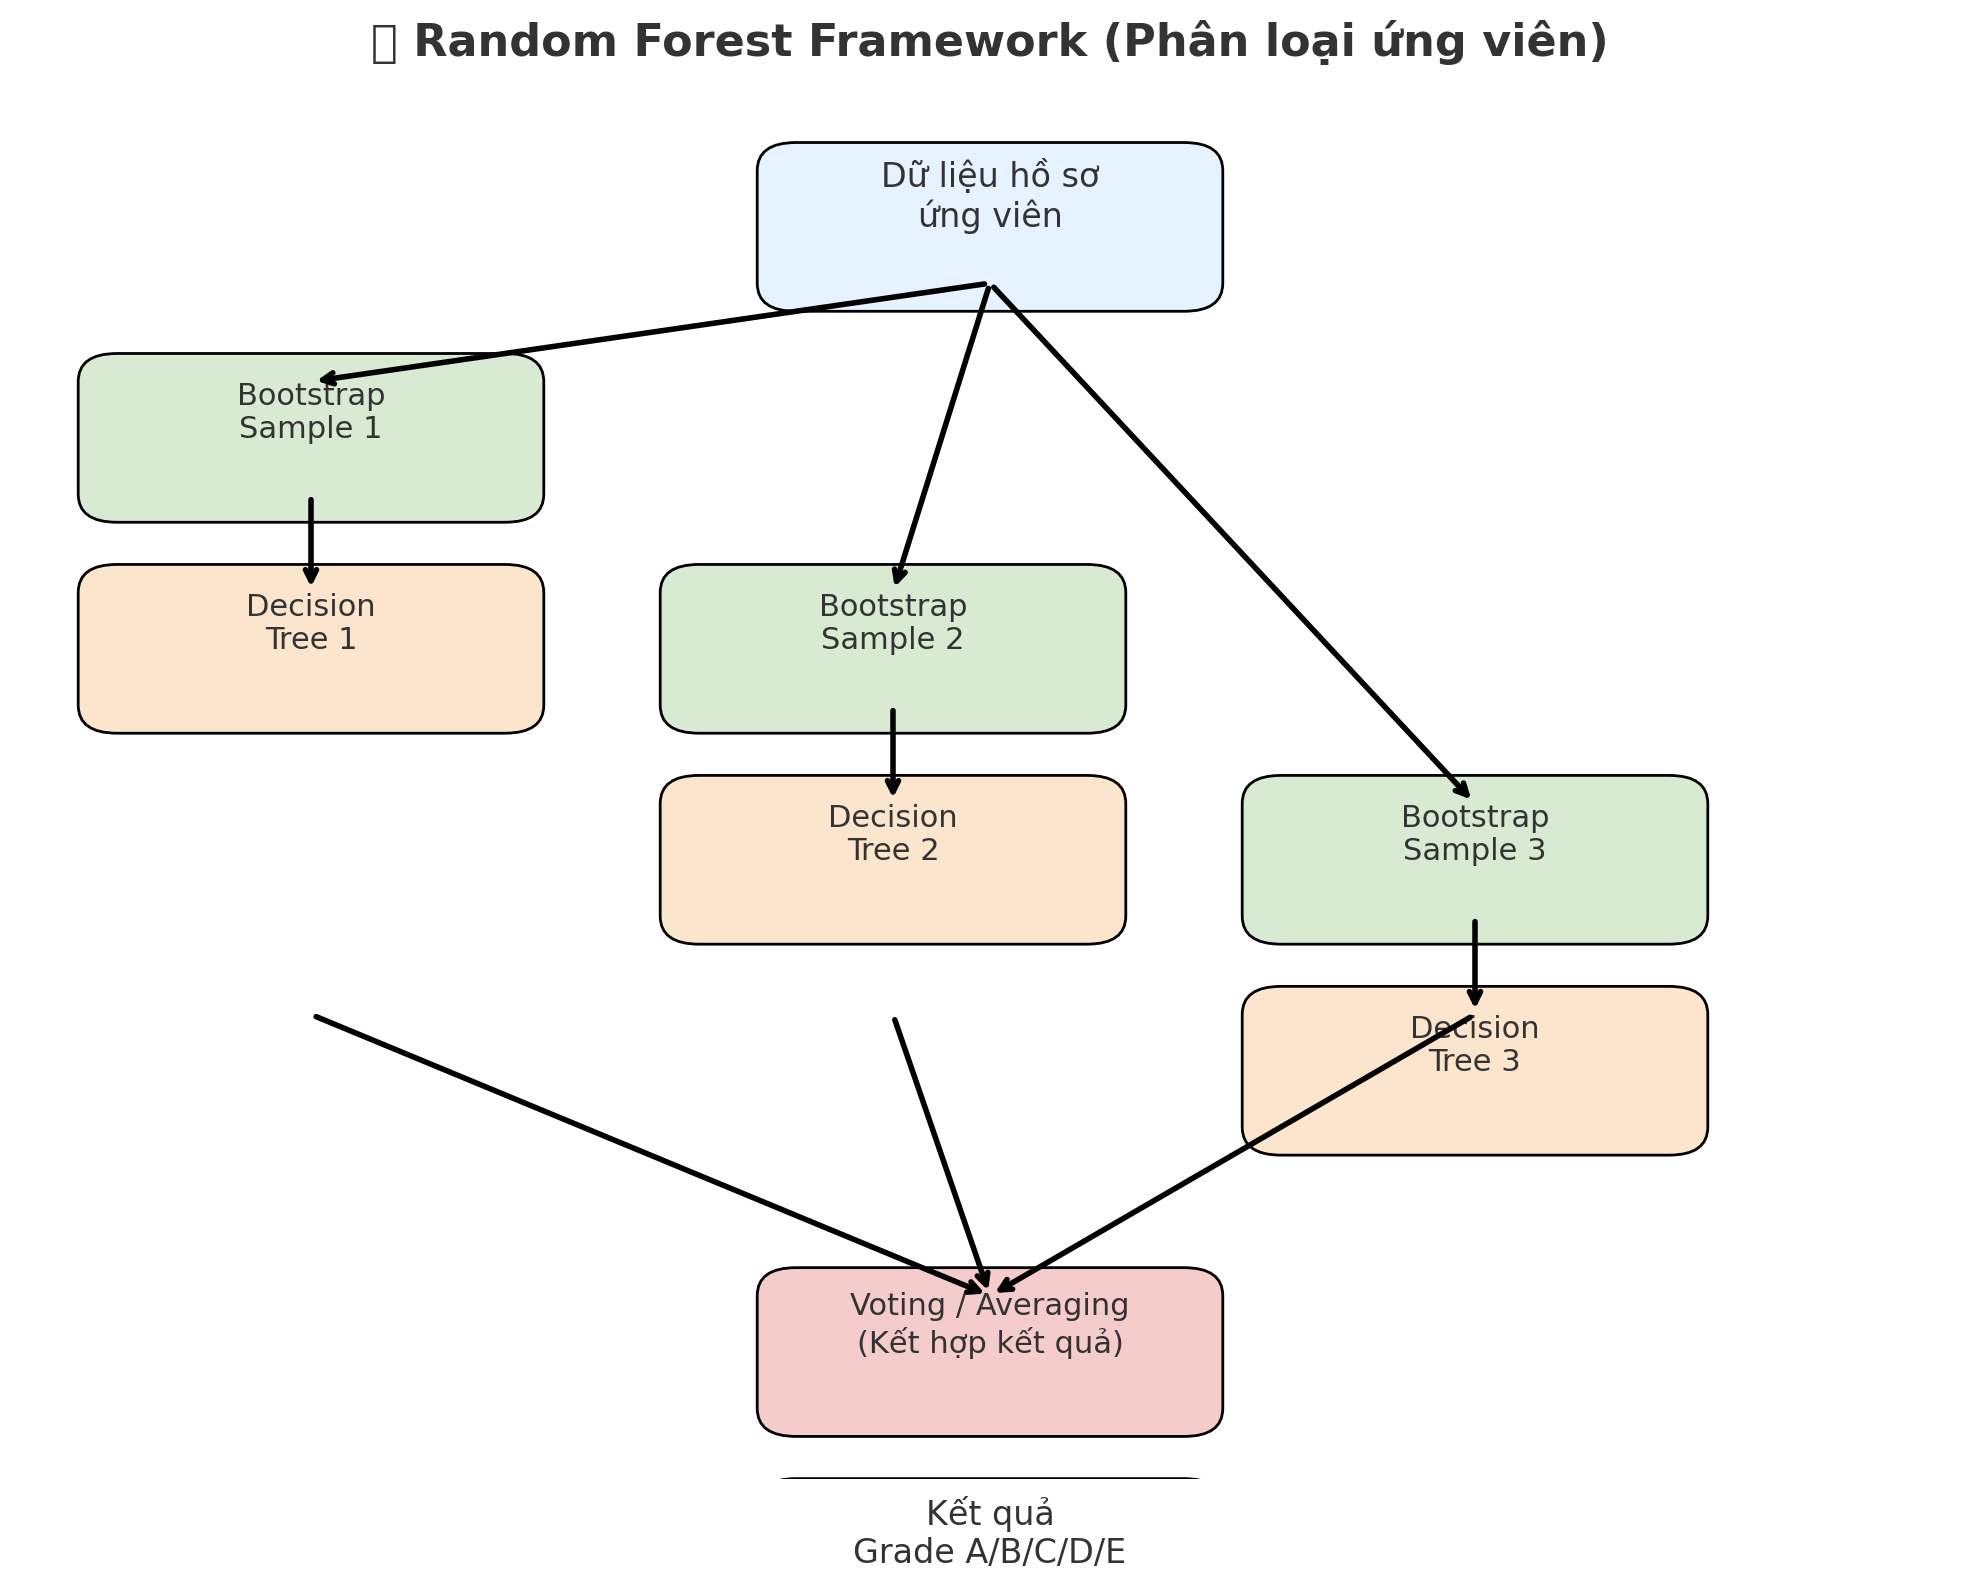 Random Forest Framework (Phân loại ứng viên)
Dữ liệu hồ sơ
ứng viên
Bootstrap
Sample 1
Decision
Tree 1
Bootstrap
Sample 2
Decision
Tree 2
Bootstrap
Sample 3
Decision
Tree 3
Voting / Averaging
(Kết hợp kết quả)
Kết quả
Grade A/B/C/D/E